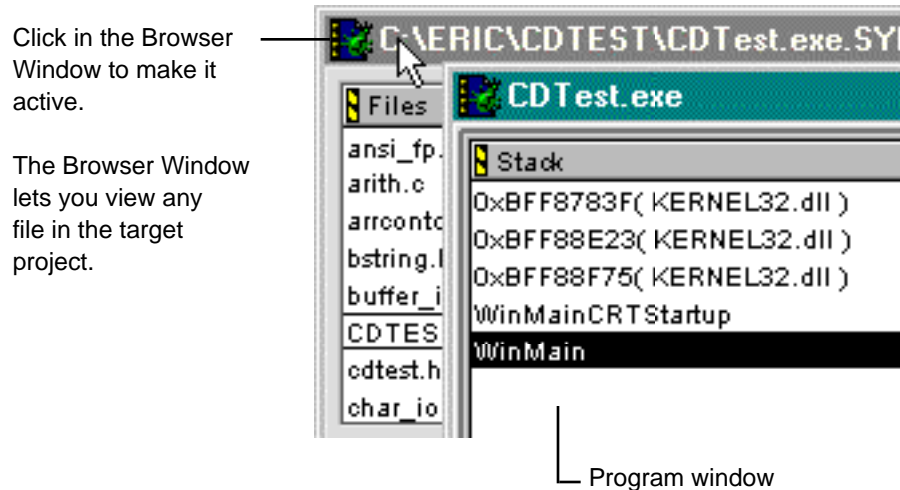 Click in the Browser
Window to make it
active.
The Browser Window
lets you view any
file in the target
project.
C:\ERIC\CDTEST\CDTest.exe.SY
Files
ansi_fp.
arith.c
arrconto
bstring.
buffer_i
CDTES
cdtest.h
char_io
CDTest.exe
Stack
0xBFF8783F( KERNEL32.dll )
0xBFF88E23( KERNEL32.dll )
0xBFF88F75( KERNEL32.dll )
WinMainCRTStartup
WinMain
Program window